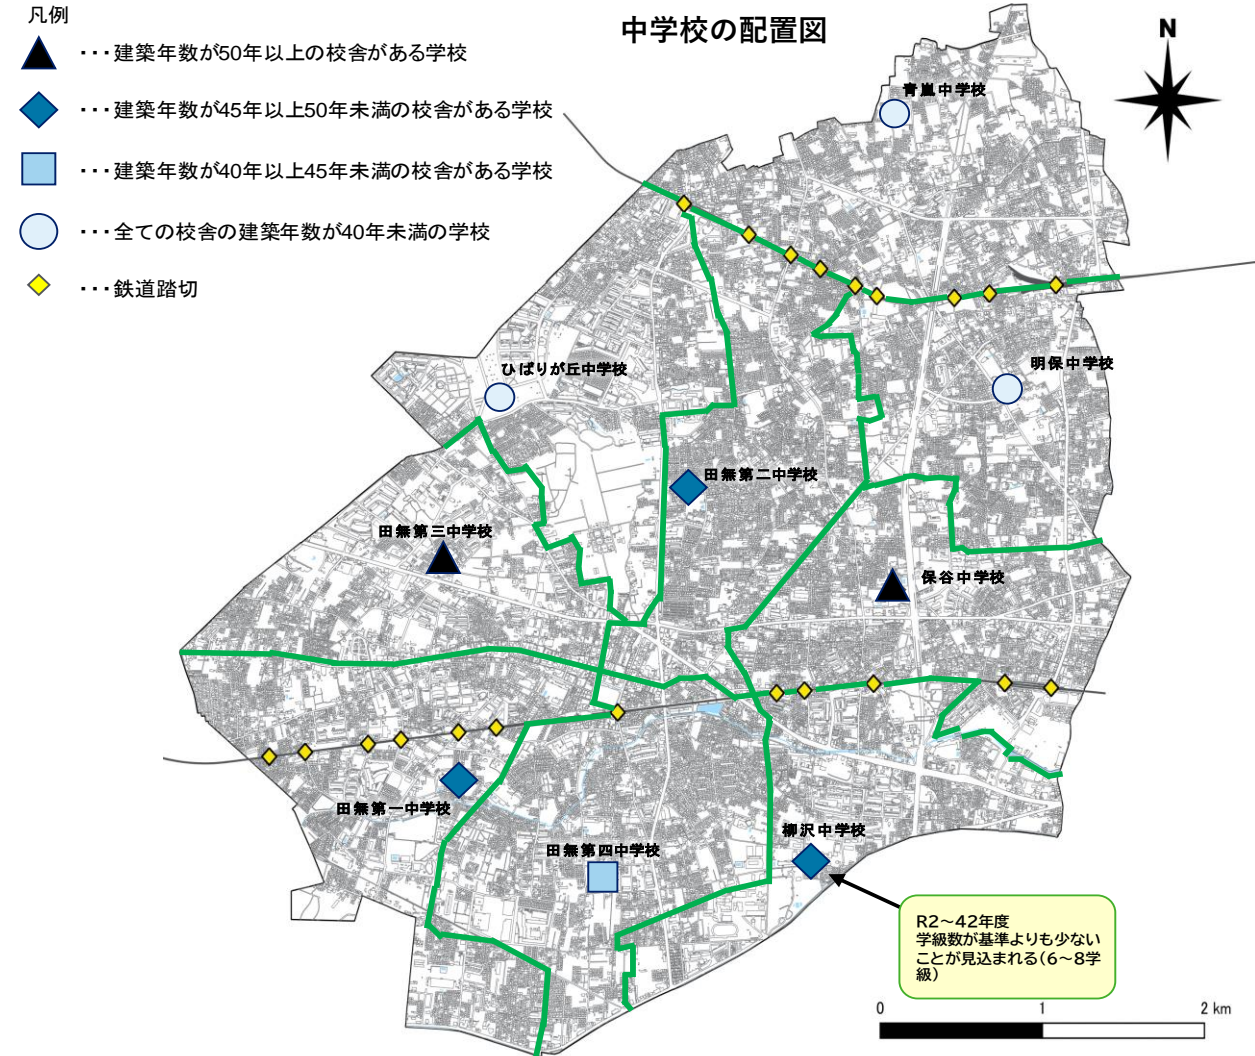 凡例
中学校の配置図
・・・建築年数が50年以上の校舎がある学校
・・・建築年数が45年以上50年未満の校舎がある学校
・・・建築年数が40年以上45年未満の校舎がある学校
・・・全ての校舎の建築年数が40年未満の学校
・・・鉄道踏切
N
青嵐中学校
明保中学校
ひばりが丘中学校
田無第二中学校
田無第三中学校
保谷中学校
田無第一中学校
柳沢中学校
田無第四中学校
R2～42年度
学級数が基準よりも少ない
ことが見込まれる(6～8学
級)
0 1 2 km